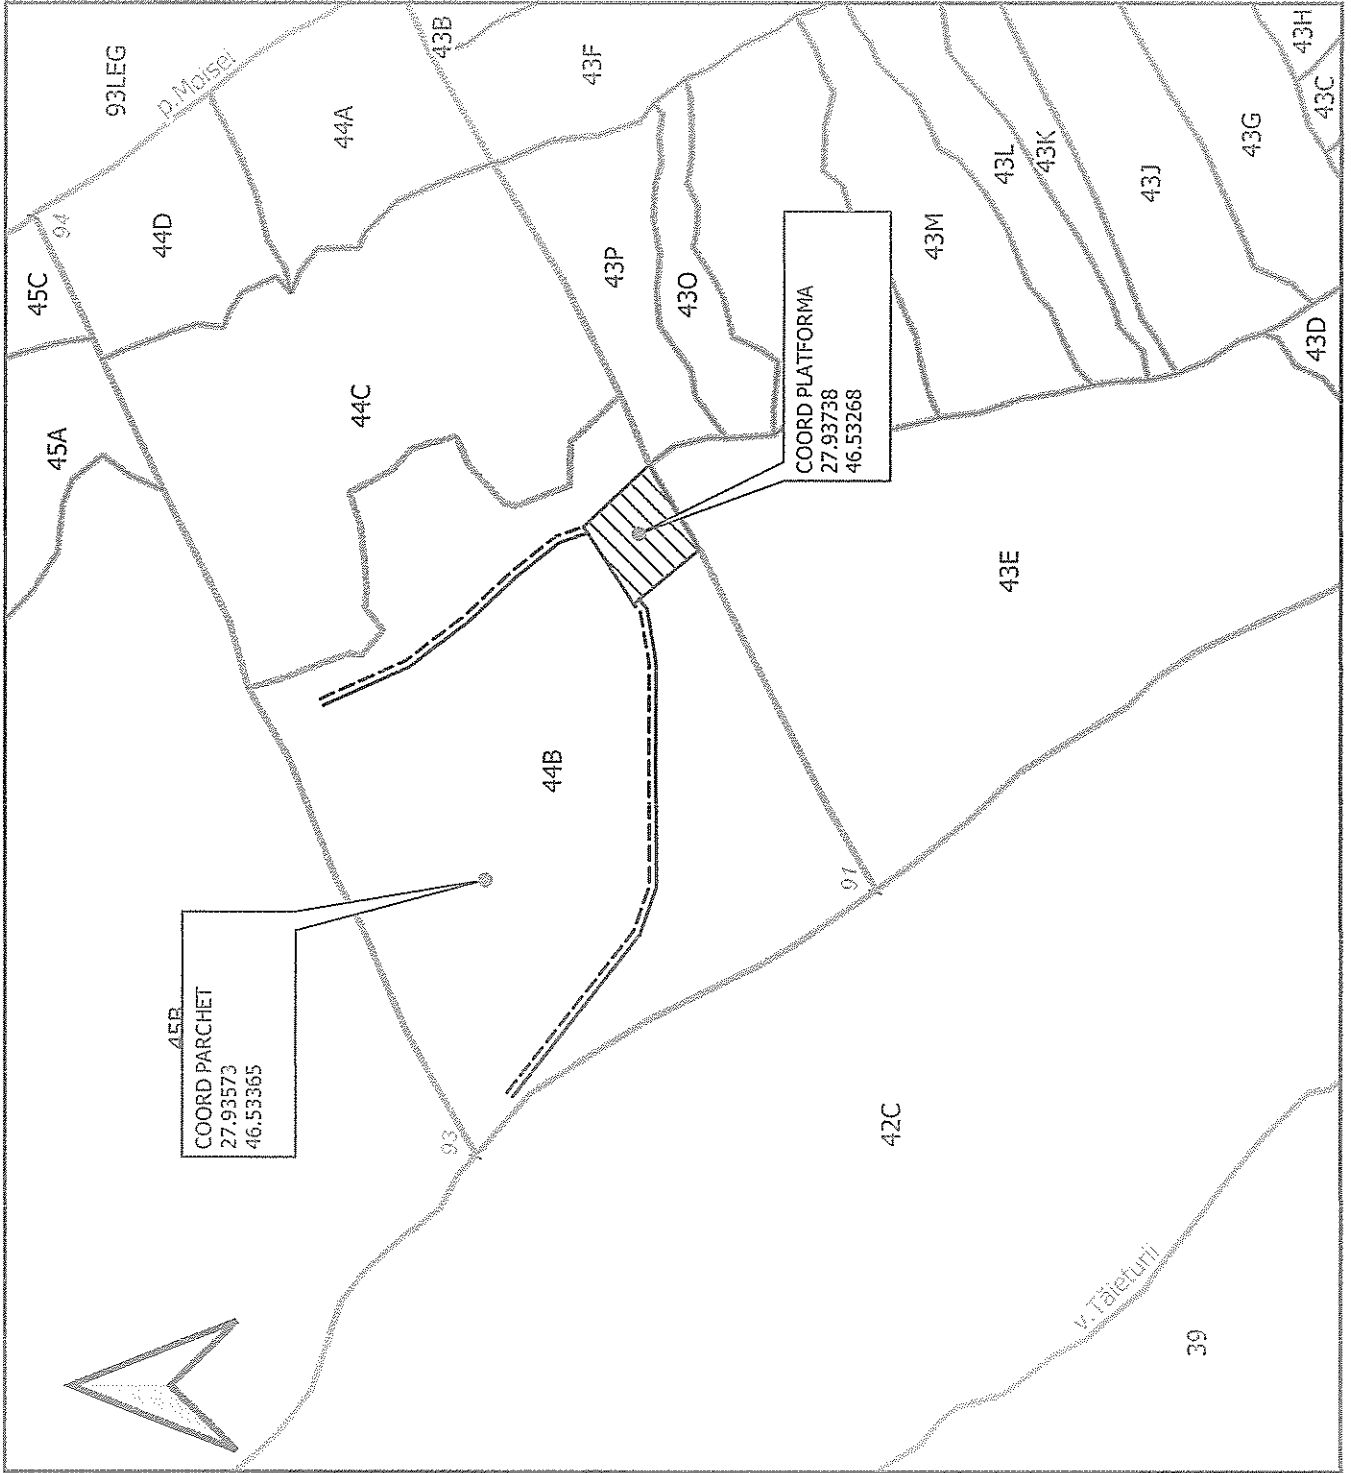 93LEG
p.Moisei
43B
43F
44A
94
44D
45C
45A
44C
43P
43O
43M
43L
43K
43J
43G
43H
43C
43D
COORD PLATFORMA
27.93738
46.53268
43E
44B
91
45B
COORD PARCHET
27.93573
46.53365
93
42C
v.Tăieturii
39